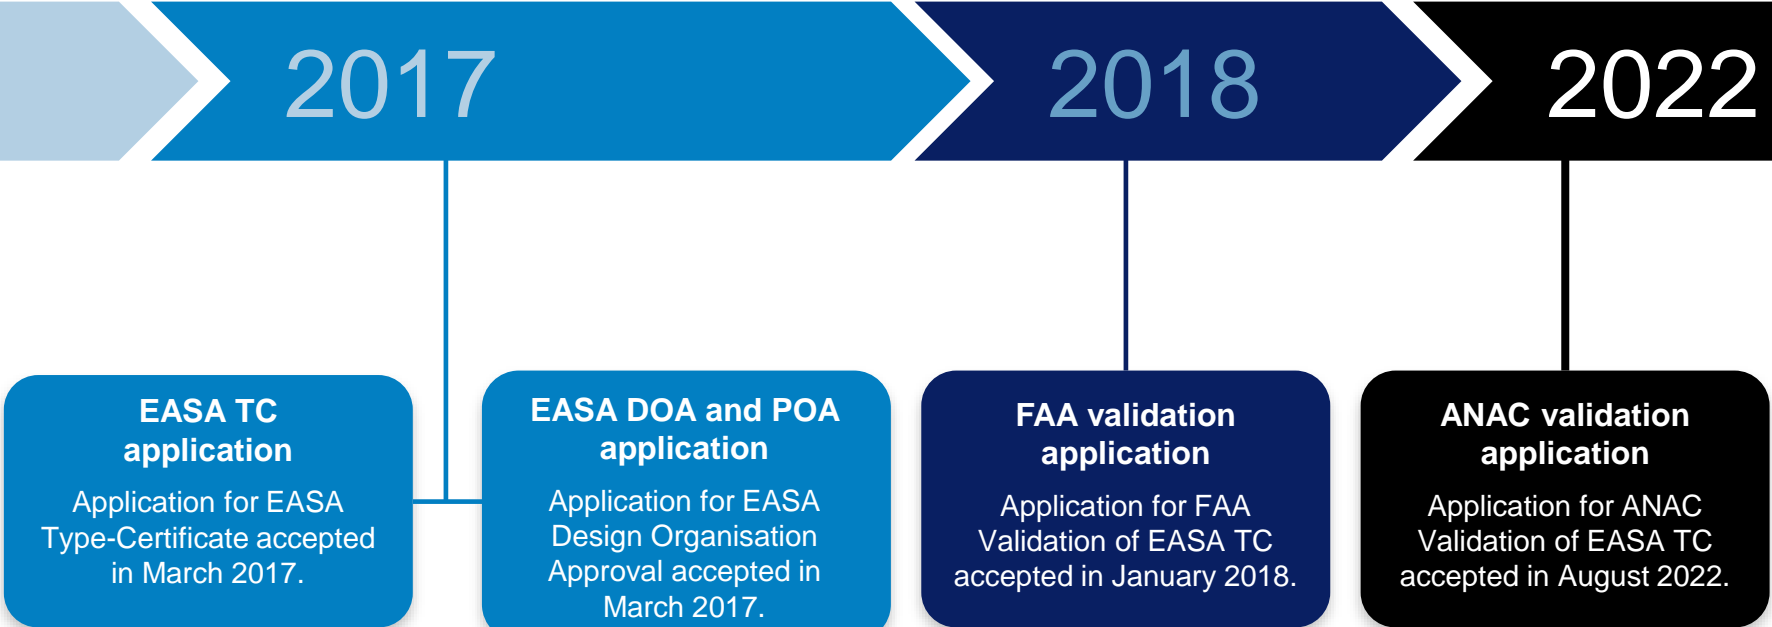 2017
2018
2022
EASA TC
application
Application for EASA
Type-Certificate accepted
in March 2017.
EASA DOA and POA
application
Application for EASA
Design Organisation
Approval accepted in
March 2017.
FAA validation
application
Application for FAA
Validation of EASA TC
accepted in January 2018.
ANAC validation
application
Application for ANAC
Validation of EASA TC
accepted in August 2022.